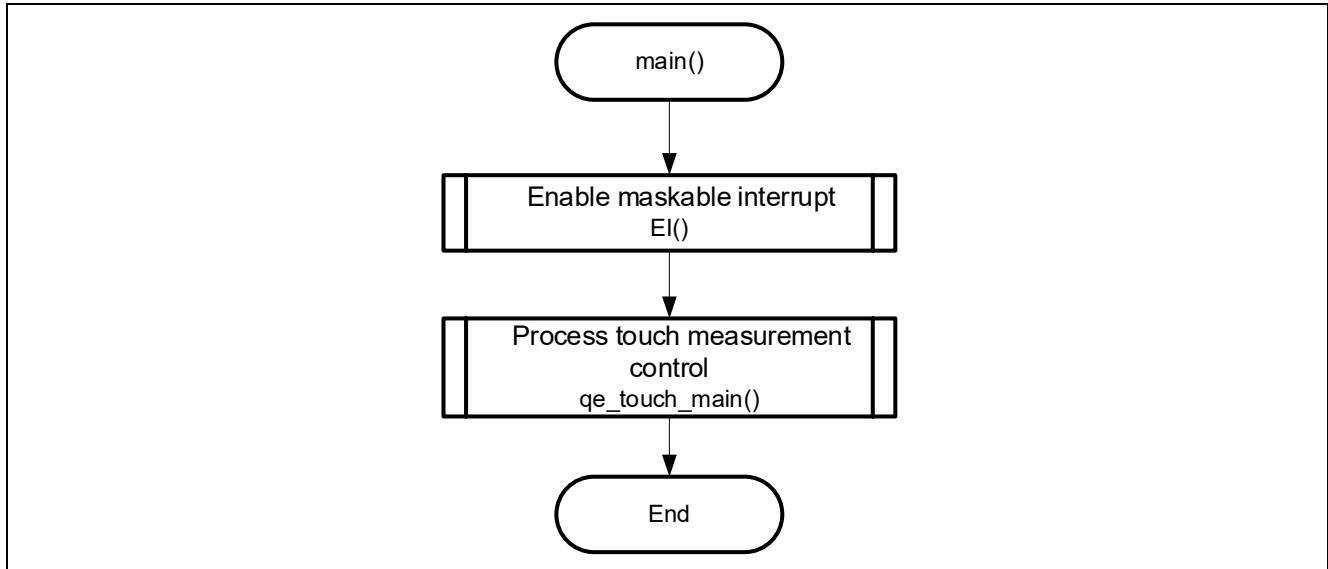 main()
Enable maskable interrupt
EI()
Process touch measurement
control
qe_touch_main()
End